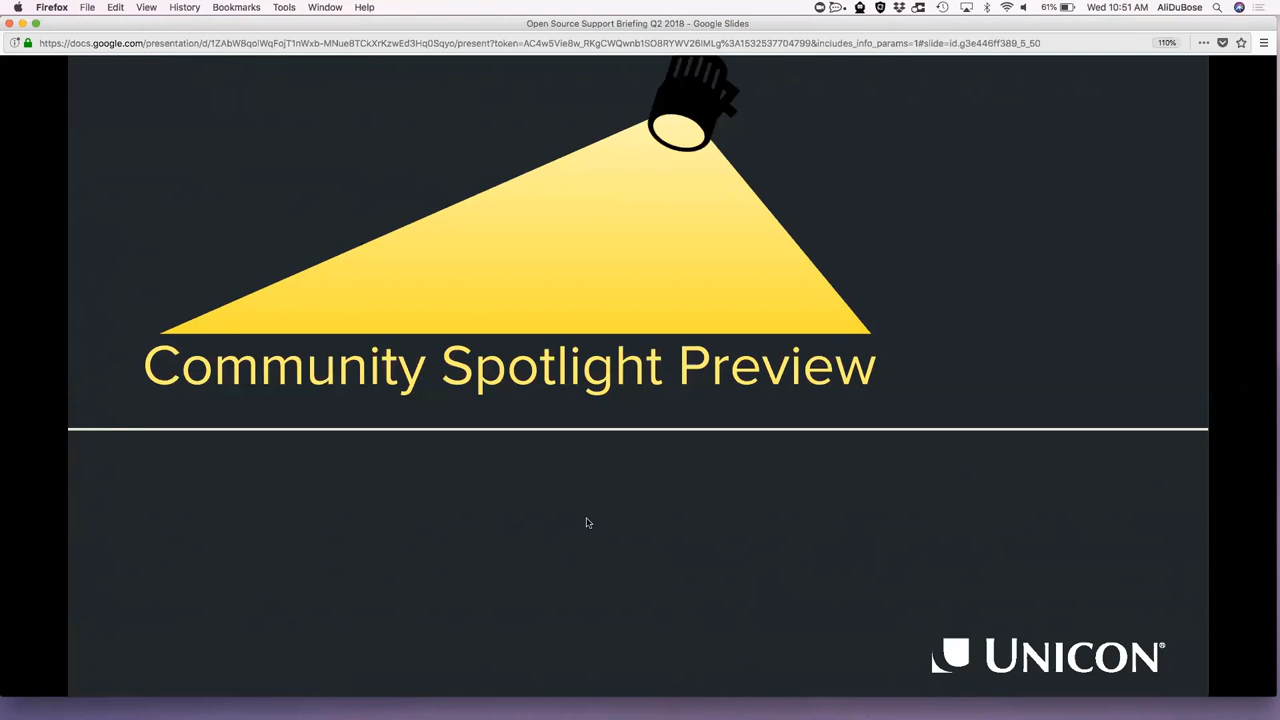 Firefox File Edit View History Bookmarks Tools Window Help 61% Wed 10:51 AM AliDuBose
Open Source Support Briefing Q2 2018 - Google Slides
110%
Community Spotlight Preview
UNICON®